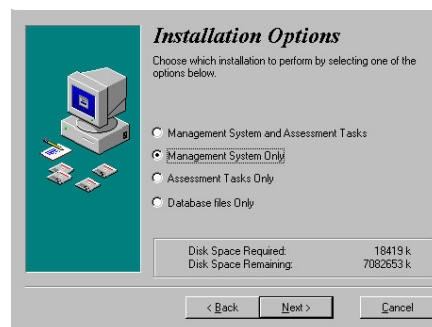 Installation Options
Choose which installation to perform by selecting one of the
options below.
Management System and Assessment Tasks
Management System Only
Assessment Tasks Only
Database files Only
Disk Space Required: 18419 k
Disk Space Remaining: 7082653 k
< Back Next > Cancel